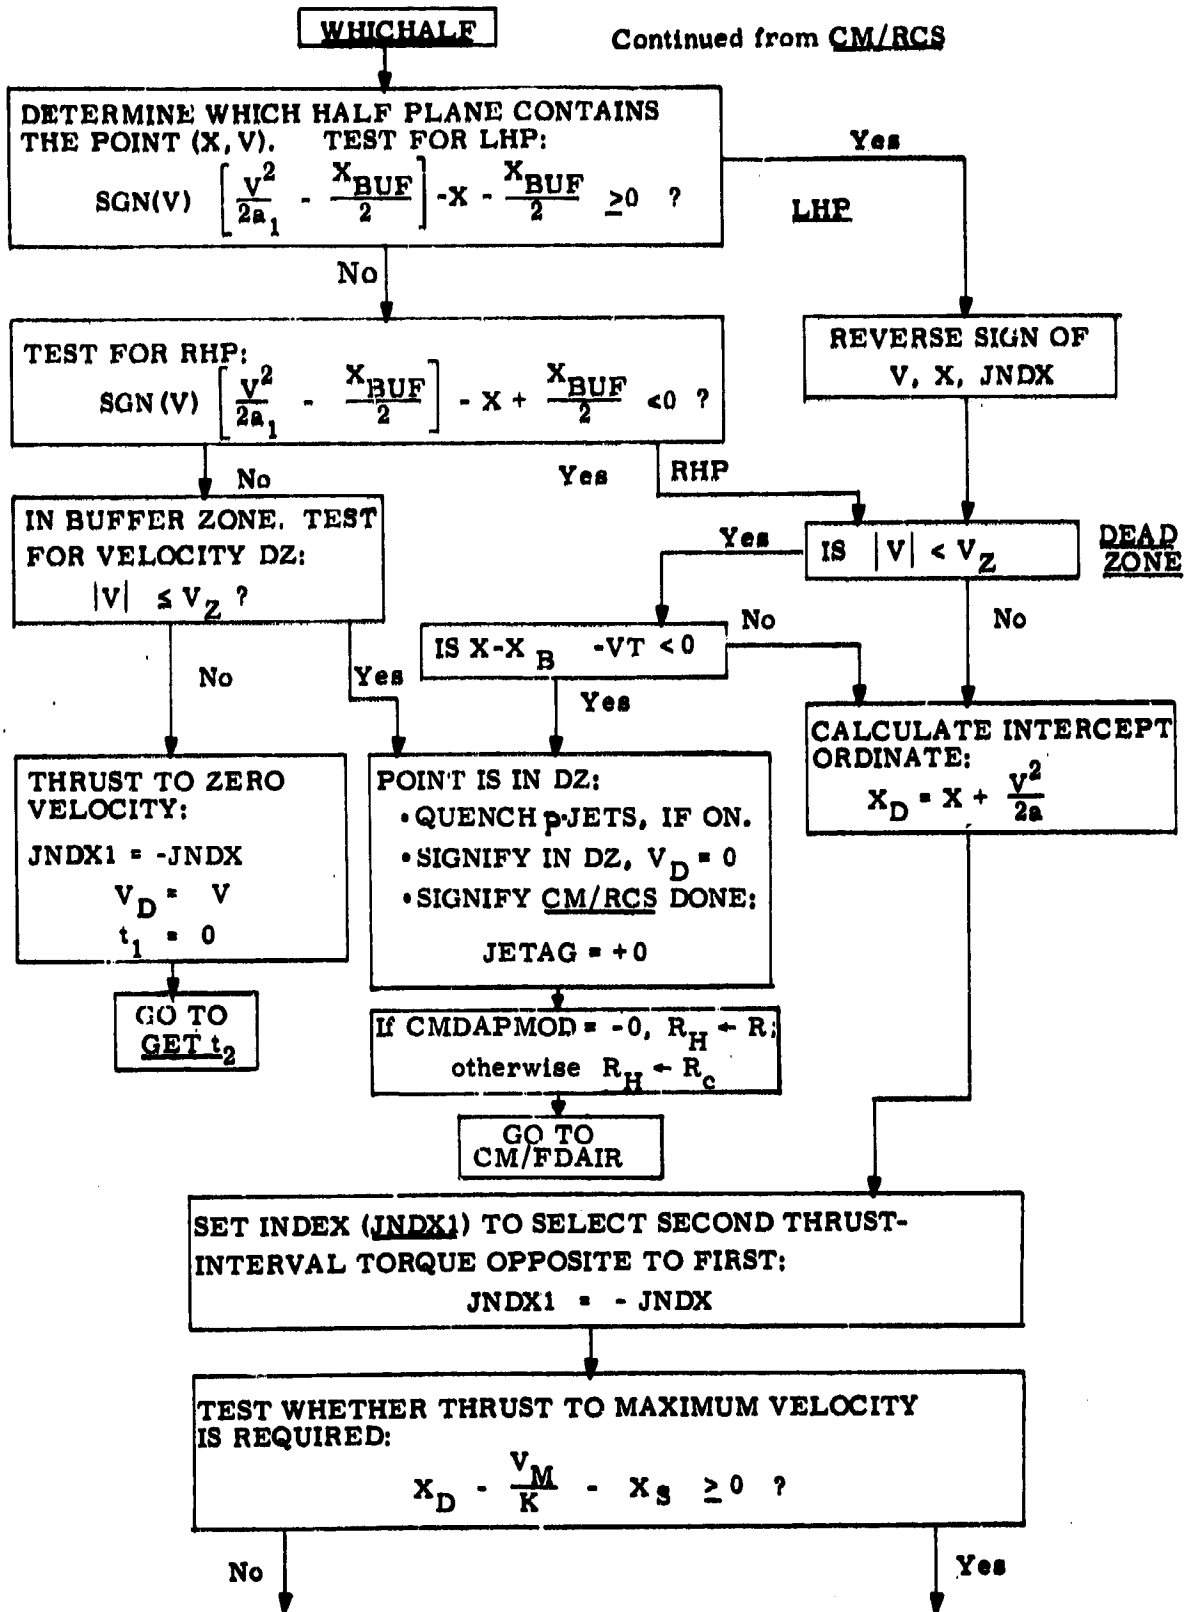 WHICHALF
Continued from CM/RCS
DETERMINE WHICH HALF PLANE CONTAINS
THE POINT (X, V). TEST FOR LHP:
SGN(V) [V²/2a₁ - X_BUF/2] -X - X_BUF/2 ≥0 ?
Yes
LHP
No
TEST FOR RHP:
SGN (V) [V²/2a₁ - X_BUF/2] - X + X_BUF/2 <0 ?
REVERSE SIGN OF
V, X, JNDX
No
Yes
RHP
IN BUFFER ZONE. TEST
FOR VELOCITY DZ:
|V| ≤ V_Z ?
Yes
IS |V| < V_Z
DEAD
ZONE
IS X-X_B -VT < 0
No
No
No
Yes
Yes
CALCULATE INTERCEPT
ORDINATE:
X_D = X + V²/2a
THRUST TO ZERO
VELOCITY:
JNDX1 = -JNDX
V_D = V
t₁ = 0
POINT IS IN DZ:
•QUENCH p-JETS, IF ON.
•SIGNIFY IN DZ, V_D = 0
•SIGNIFY CM/RCS DONE:
JETAG = +0
GO TO
GET t₂
If CMDAPMOD = -0, R_H ← R;
otherwise R_H ← R_c
GO TO
CM/FDAIR
SET INDEX (JNDX1) TO SELECT SECOND THRUST-
INTERVAL TORQUE OPPOSITE TO FIRST:
JNDX1 = - JNDX
TEST WHETHER THRUST TO MAXIMUM VELOCITY
IS REQUIRED:
X_D - V_M/K - X_S ≥ 0 ?
No
Yes